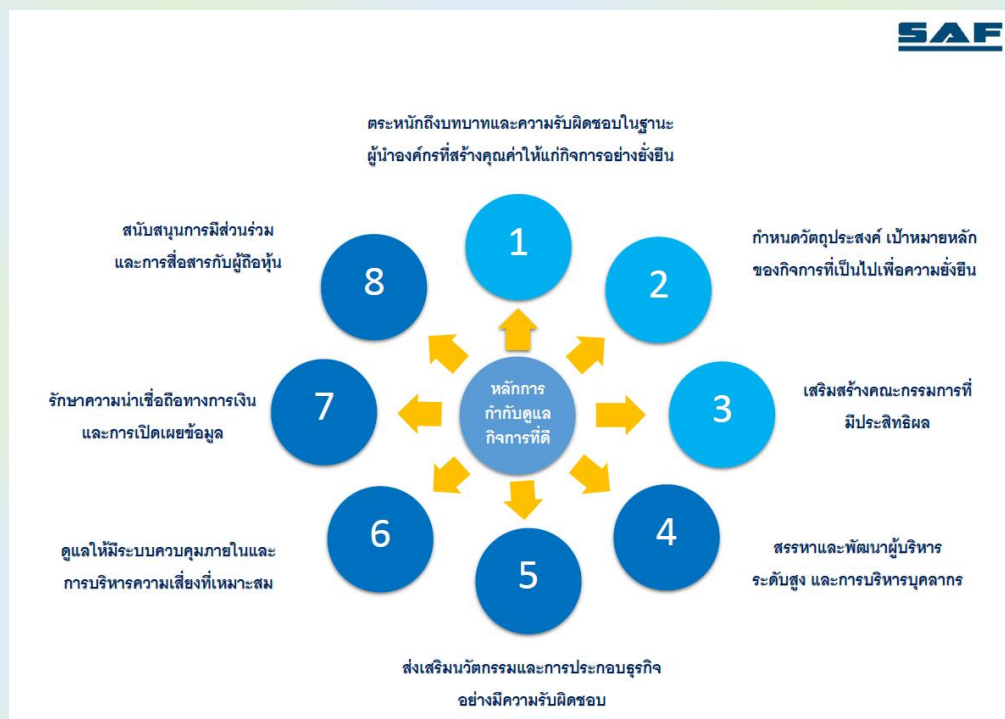 SAF
ตระหนักถึงบทบาทและความรับผิดชอบในฐานะ
ผู้นำองค์กรที่สร้างคุณค่าให้แก่กิจการอย่างยั่งยืน
1
กำหนดวัตถุประสงค์ เป้าหมายหลัก
ของกิจการที่เป็นไปเพื่อความยั่งยืน
2
เสริมสร้างคณะกรรมการที่
มีประสิทธิผล
3
สรรหาและพัฒนาผู้บริหาร
ระดับสูง และการบริหารบุคลากร
4
ส่งเสริมนวัตกรรมและการประกอบธุรกิจ
อย่างมีความรับผิดชอบ
5
ดูแลให้มีระบบควบคุมภายในและ
การบริหารความเสี่ยงที่เหมาะสม
6
รักษาความน่าเชื่อถือทางการเงิน
และการเปิดเผยข้อมูล
7
สนับสนุนการมีส่วนร่วม
และการสื่อสารกับผู้ถือหุ้น
8
หลักการ
กำกับดูแล
กิจการที่ดี